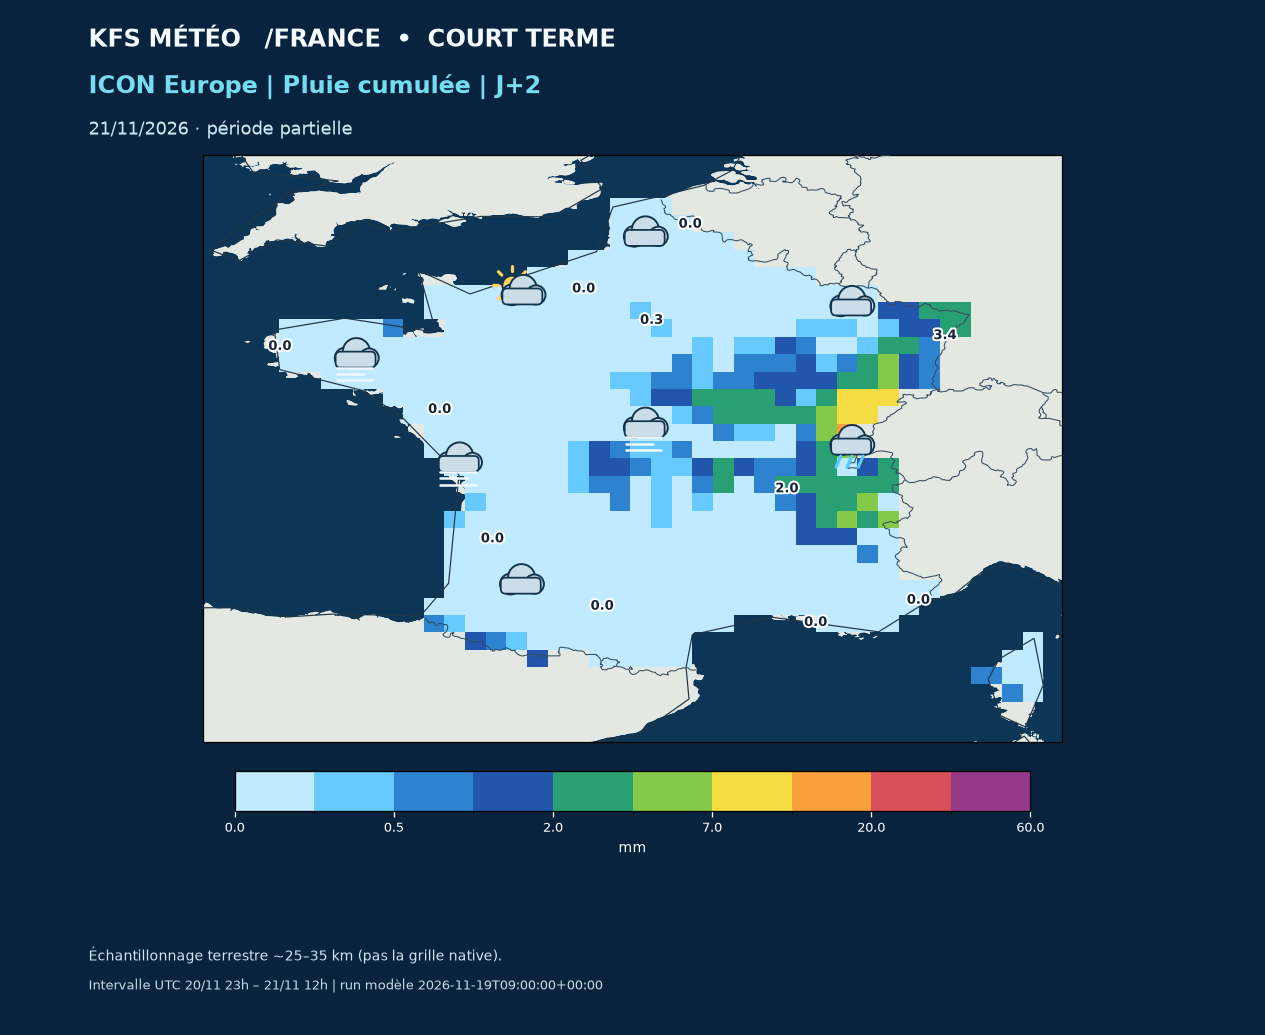 KFS MÉTÉO /FRANCE • COURT TERME
ICON Europe | Pluie cumulée | J+2
21/11/2026 · période partielle
0.0
0.0
0.3
3.4
0.0
0.0
2.0
0.0
0.0
0.0
0.0
0.0 0.5 2.0 7.0 20.0 60.0
mm
Échantillonnage terrestre ~25–35 km (pas la grille native).
Intervalle UTC 20/11 23h – 21/11 12h | run modèle 2026-11-19T09:00:00+00:00